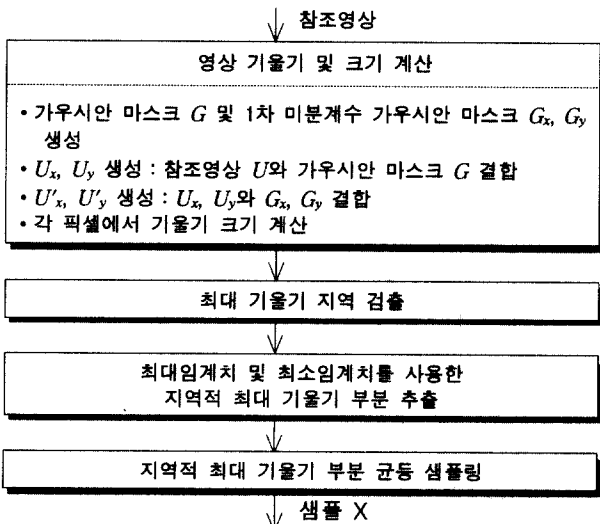 참조영상
영상 기울기 및 크기 계산
• 가우시안 마스크 G 및 1차 미분계수 가우시안 마스크 Gx, Gy
생성
• Ux, Uy 생성 : 참조영상 U와 가우시안 마스크 G 결합
• U'x, U'y 생성 : Ux, Uy와 Gx, Gy 결합
• 각 픽셀에서 기울기 크기 계산
최대 기울기 지역 검출
최대임계치 및 최소임계치를 사용한
지역적 최대 기울기 부분 추출
지역적 최대 기울기 부분 균등 샘플링
샘플 X